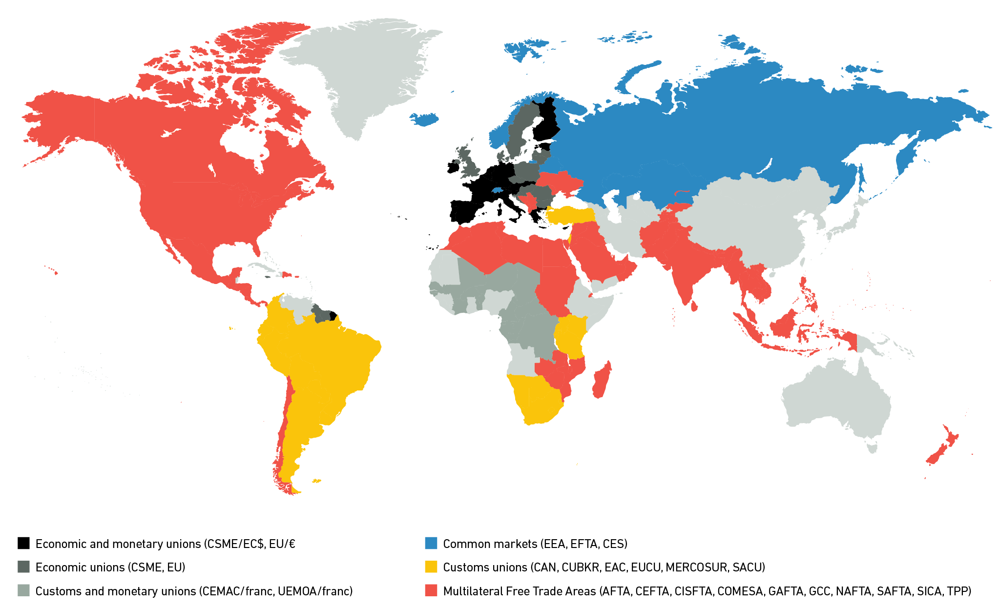 Economic and monetary unions (CSME/EC$, EU/€
Economic unions (CSME, EU)
Customs and monetary unions (CEMAC/franc, UEMOA/franc)
Common markets (EEA, EFTA, CES)
Customs unions (CAN, CUBKR, EAC, EUCU, MERCOSUR, SACU)
Multilateral Free Trade Areas (AFTA, CEFTA, CISFTA, COMESA, GAFTA, GCC, NAFTA, SAFTA, SICA, TPP)